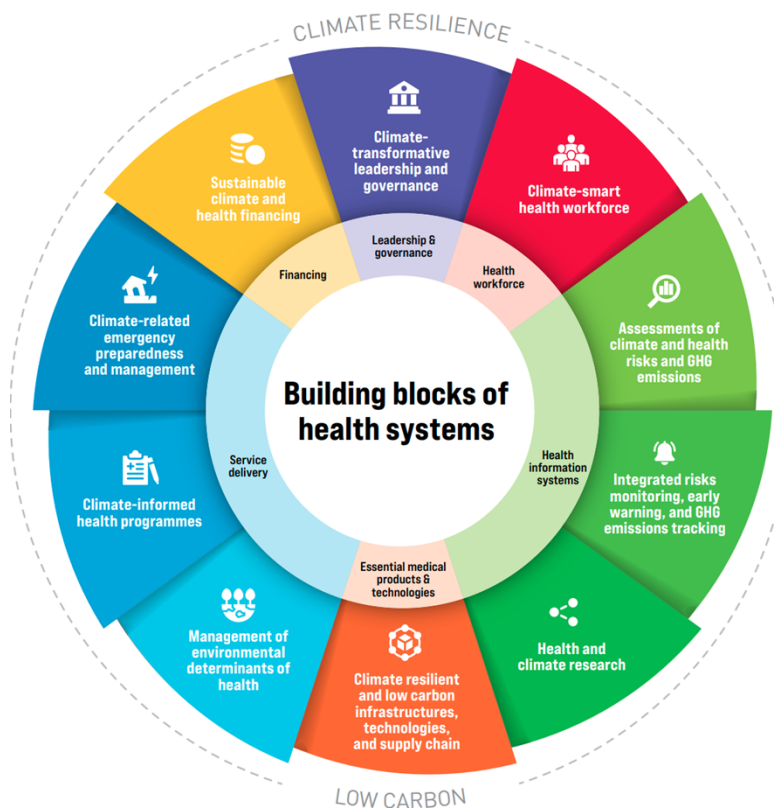 CLIMATE RESILIENCE
Climate-
transformative
leadership and
governance
Climate-smart
health workforce
Assessments of
climate and health
risks and GHG
emissions
Integrated risks
monitoring, early
warning, and GHG
emissions tracking
Health and
climate research
Climate resilient
and low carbon
infrastructures,
technologies,
and supply chain
Management of
environmental
determinants of
health
Climate-informed
health programmes
Climate-related
emergency
preparedness
and management
Sustainable
climate and
health financing
Leadership &
governance
Health
workforce
Health
information
systems
Essential medical
products &
technologies
Service
delivery
Financing
Building blocks of
health systems
LOW CARBON